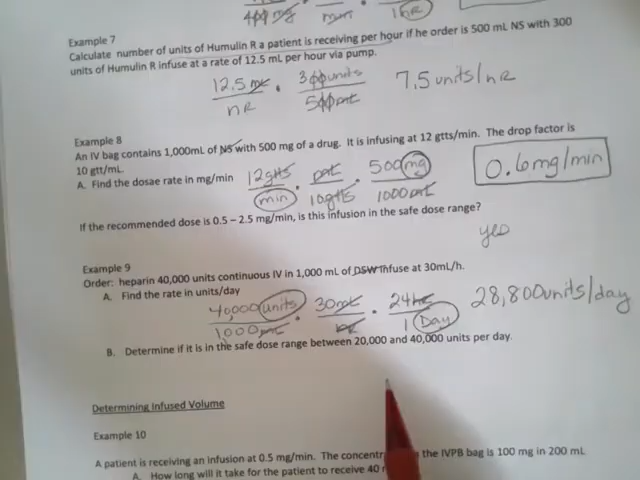 400 mg min 1 hR
Example 7
Calculate number of units of Humulin R a patient is receiving per hour if he order is 500 mL NS with 300
units of Humulin R infuse at a rate of 12.5 mL per hour via pump.
12.5 mL 300 units 7.5 units/hR
hR 500 mL
Example 8
An IV bag contains 1,000mL of NS with 500 mg of a drug. It is infusing at 12 gtts/min. The drop factor is
10 gtt/mL.
A. Find the dosae rate in mg/min 12 gtts mL 500 mg 0.6 mg/min
min 10 gtts 1000 mL
If the recommended dose is 0.5 – 2.5 mg/min, is this infusion in the safe dose range?
yes
Example 9
Order: heparin 40,000 units continuous IV in 1,000 mL of D5W infuse at 30mL/h.
A. Find the rate in units/day
40,000 units 30 mL 24 hR 28,800 units/day
1000 mL hR 1 Day
B. Determine if it is in the safe dose range between 20,000 and 40,000 units per day.
Determining Infused Volume
Example 10
A patient is receiving an infusion at 0.5 mg/min. The the IVPB bag is 100 mg in 200 mL
A. How long will it take for the patient to receive 40